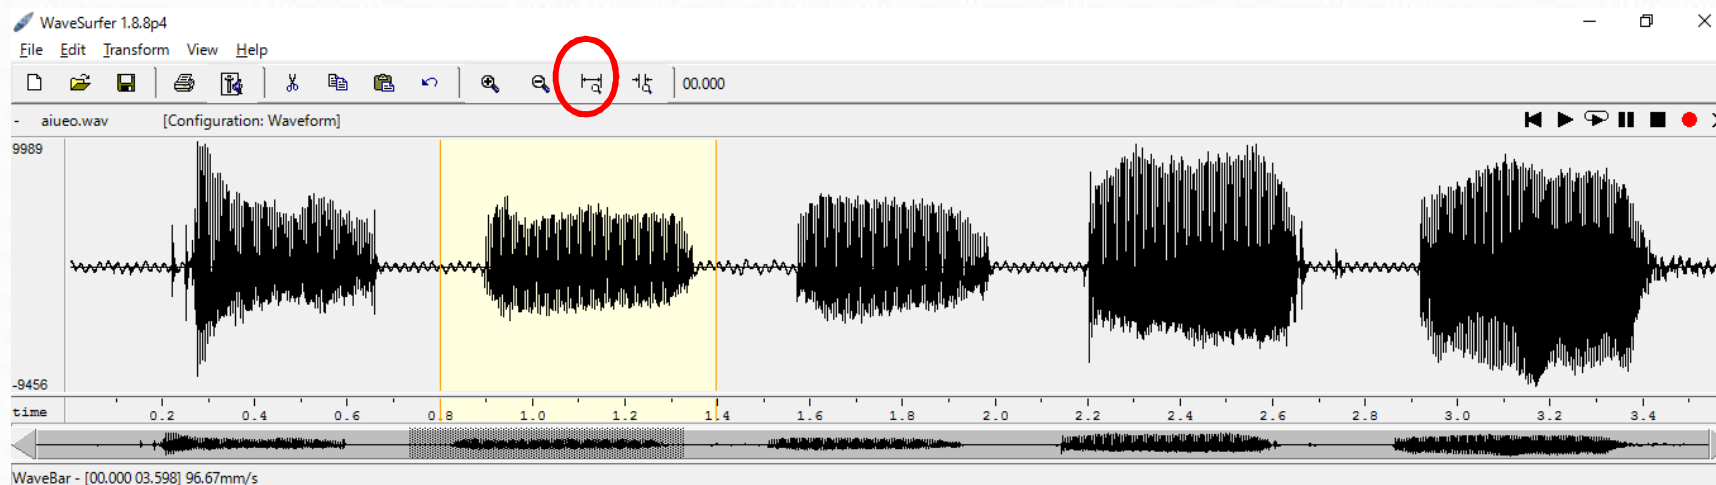 WaveSurfer 1.8.8p4
File Edit Transform View Help
00.000
- aiueo.wav [Configuration: Waveform]
9989
-9456
time 0.2 0.4 0.6 0.8 1.0 1.2 1.4 1.6 1.8 2.0 2.2 2.4 2.6 2.8 3.0 3.2 3.4
WaveBar - [00.000 03.598] 96.67mm/s